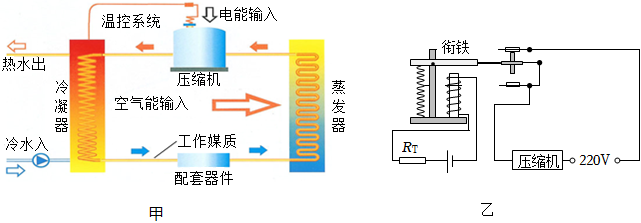 温控系统
电能输入
热水出
压缩机
冷凝器
空气能输入
蒸发器
冷水入
工作媒质
配套器件
甲
衔铁
R_T
压缩机
220V
乙